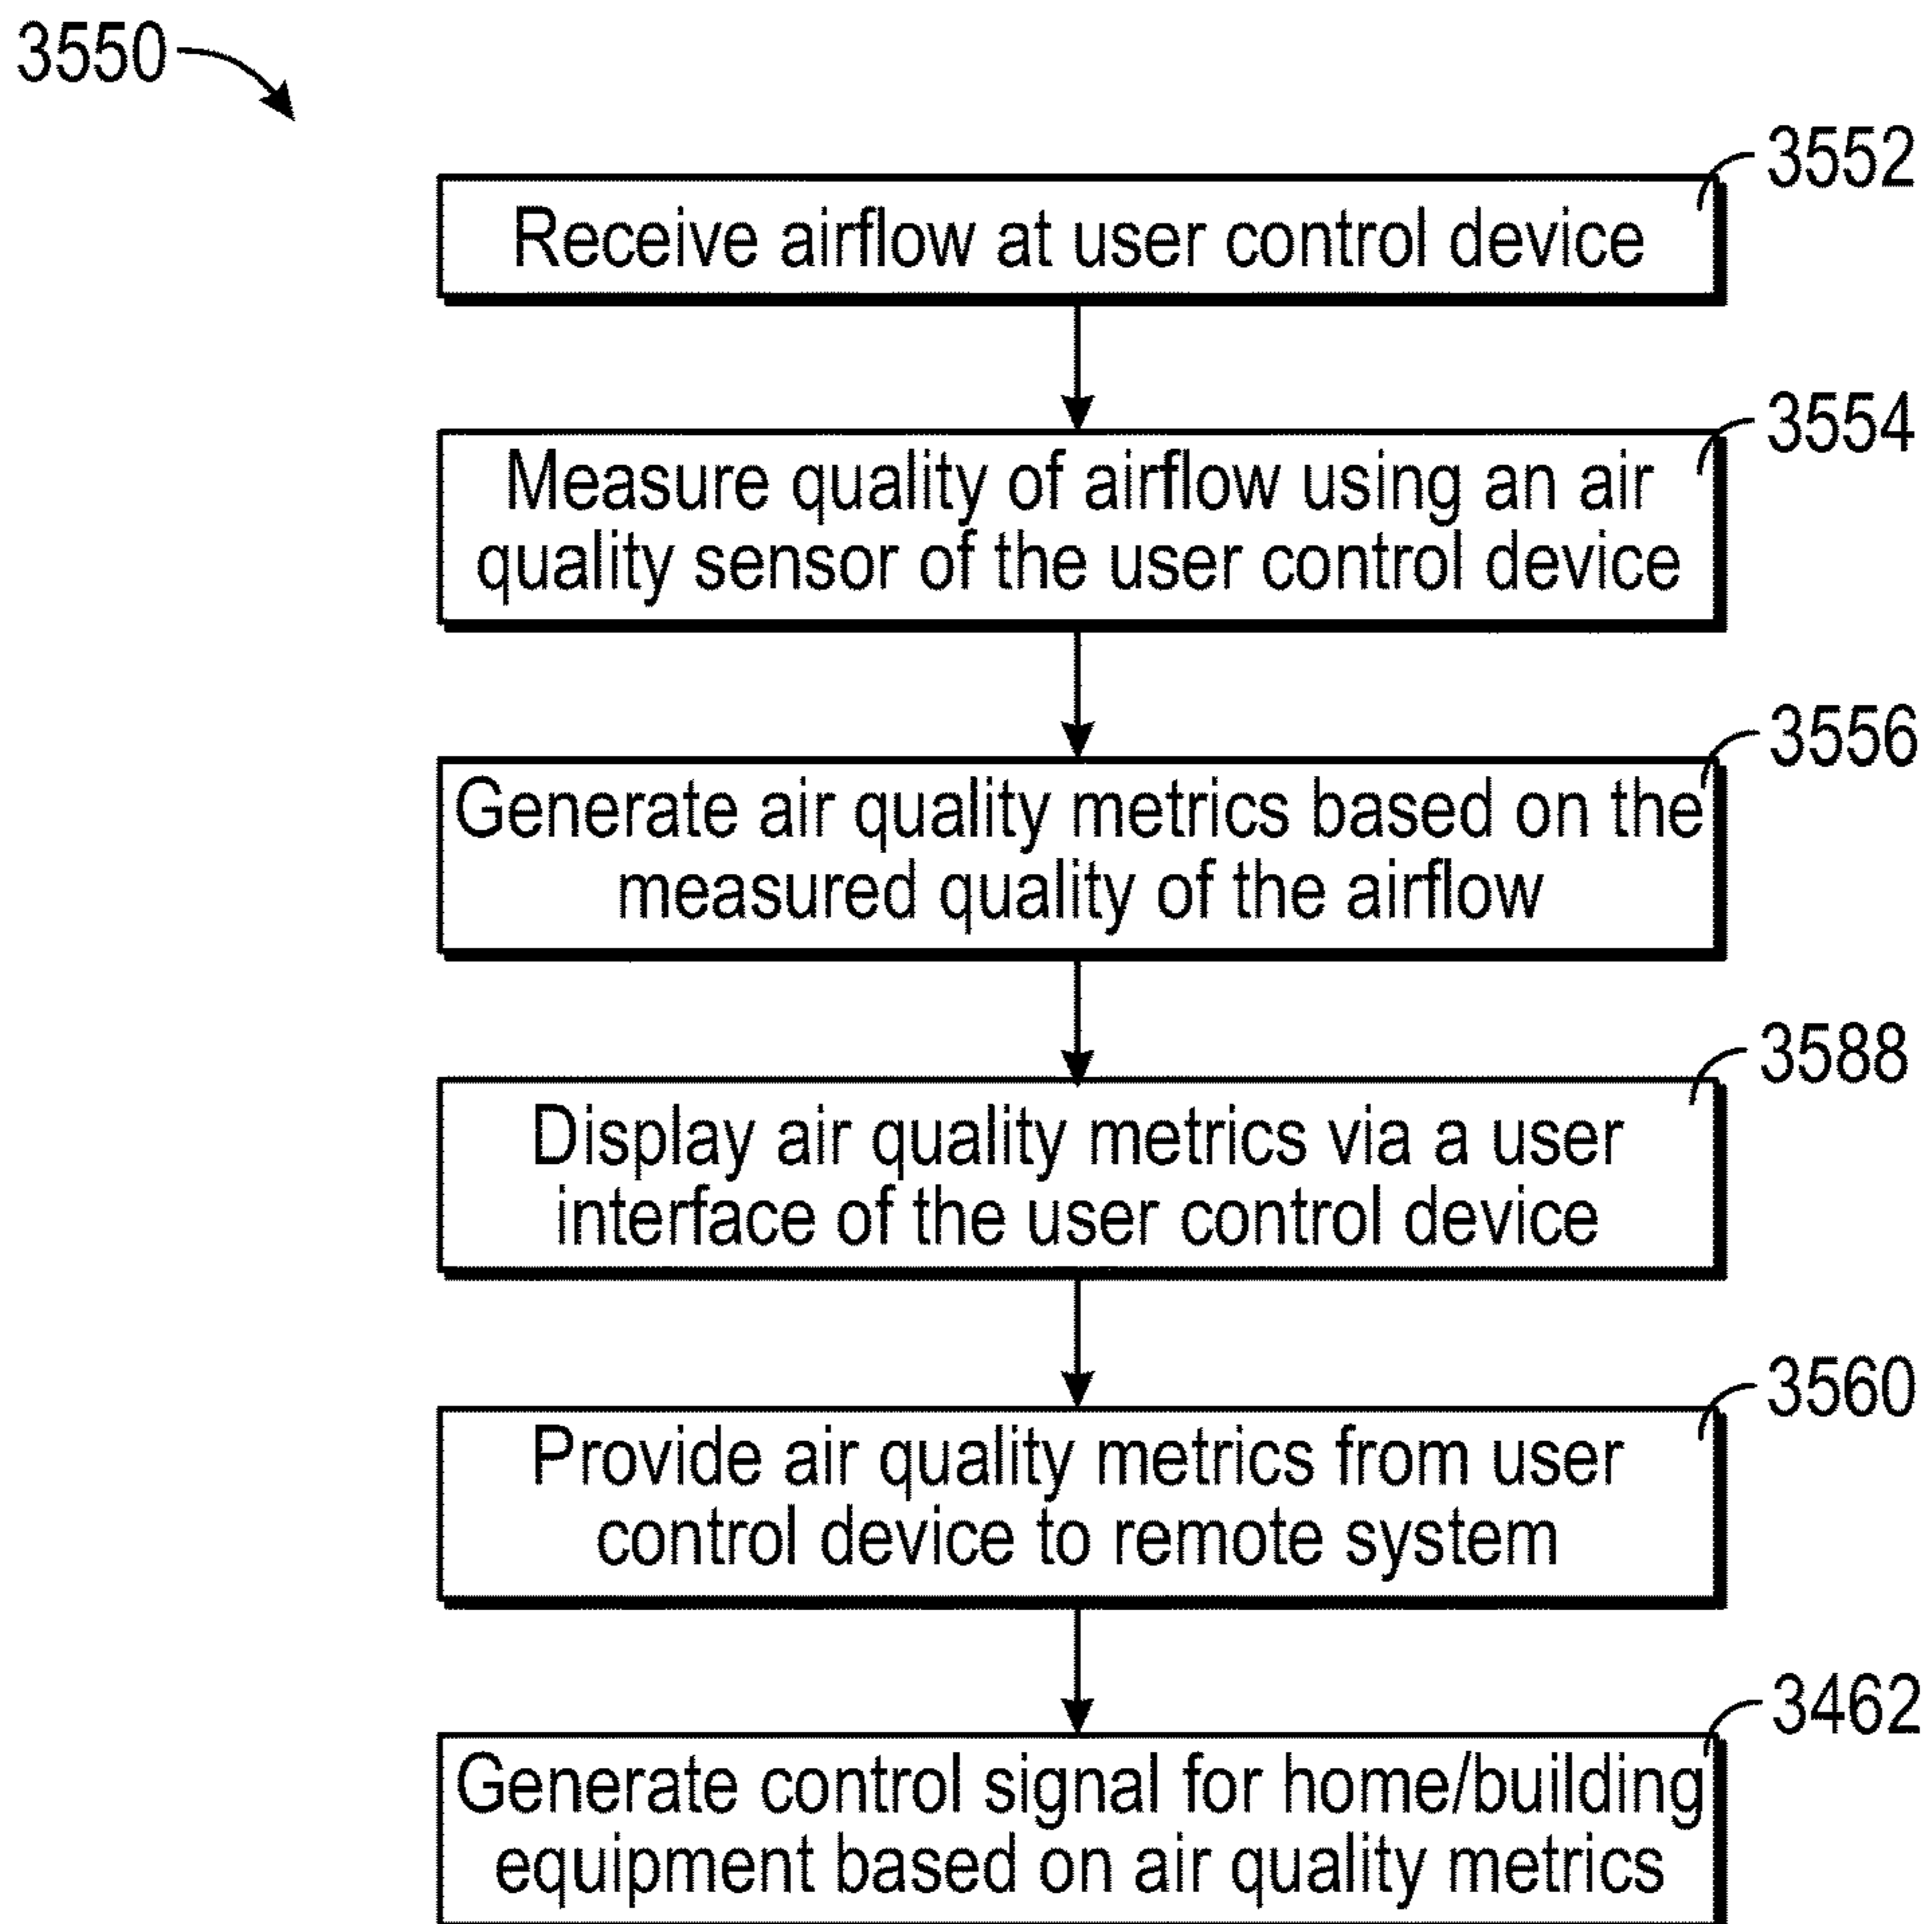 3550
3552
Receive airflow at user control device
3554
Measure quality of airflow using an air
quality sensor of the user control device
3556
Generate air quality metrics based on the
measured quality of the airflow
3588
Display air quality metrics via a user
interface of the user control device
3560
Provide air quality metrics from user
control device to remote system
3462
Generate control signal for home/building
equipment based on air quality metrics